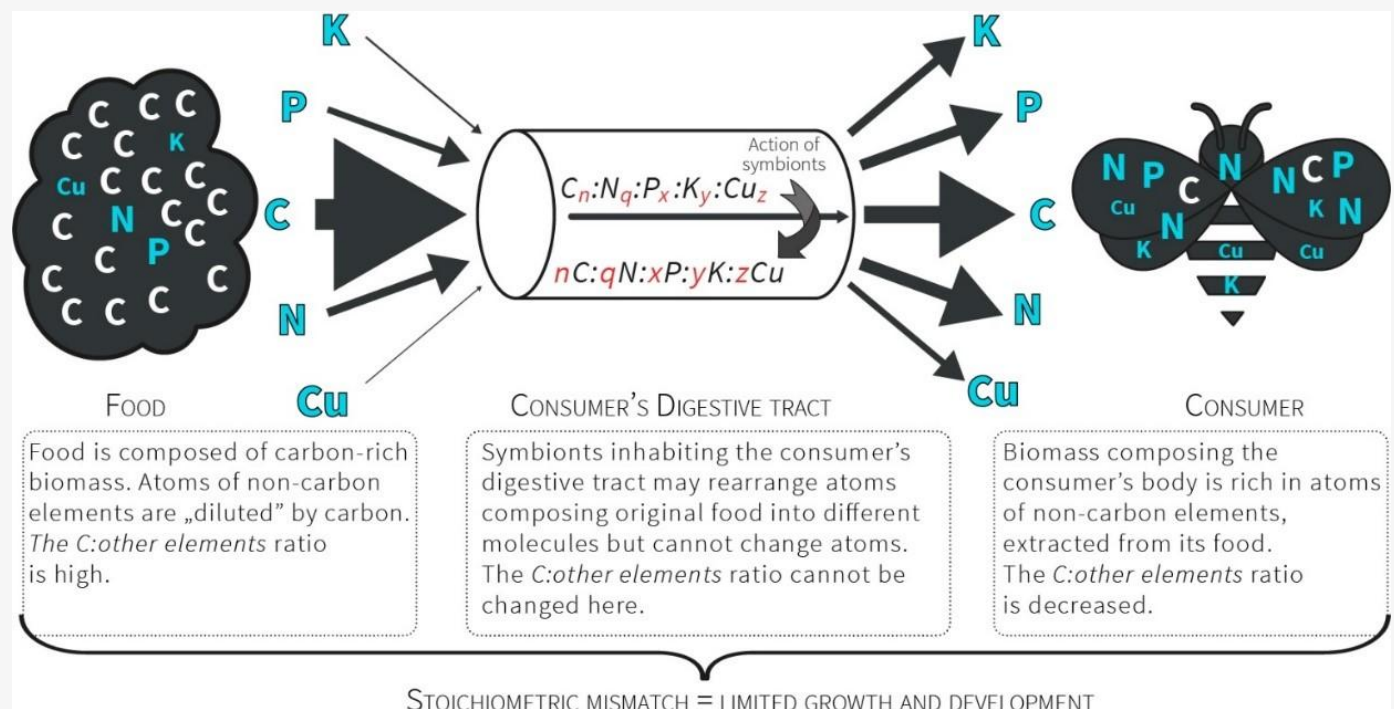 C C C
C C K
Cu C C C
C N C C
C P C
C C
C C C C
K
P
C
N
Cu
Action of
symbionts
Cn:Nq:Px:Ky:Cuz
nC:qN:xP:yK:zCu
K
P
C
N
Cu
N P C N N C P
Cu N K N
K Cu Cu
K
FOOD
CONSUMER'S DIGESTIVE TRACT
CONSUMER
Food is composed of carbon-rich
biomass. Atoms of non-carbon
elements are „diluted” by carbon.
The C:other elements ratio
is high.
Symbionts inhabiting the consumer's
digestive tract may rearrange atoms
composing original food into different
molecules but cannot change atoms.
The C:other elements ratio cannot be
changed here.
Biomass composing the
consumer's body is rich in atoms
of non-carbon elements,
extracted from its food.
The C:other elements ratio
is decreased.
STOICHIOMETRIC MISMATCH = LIMITED GROWTH AND DEVELOPMENT